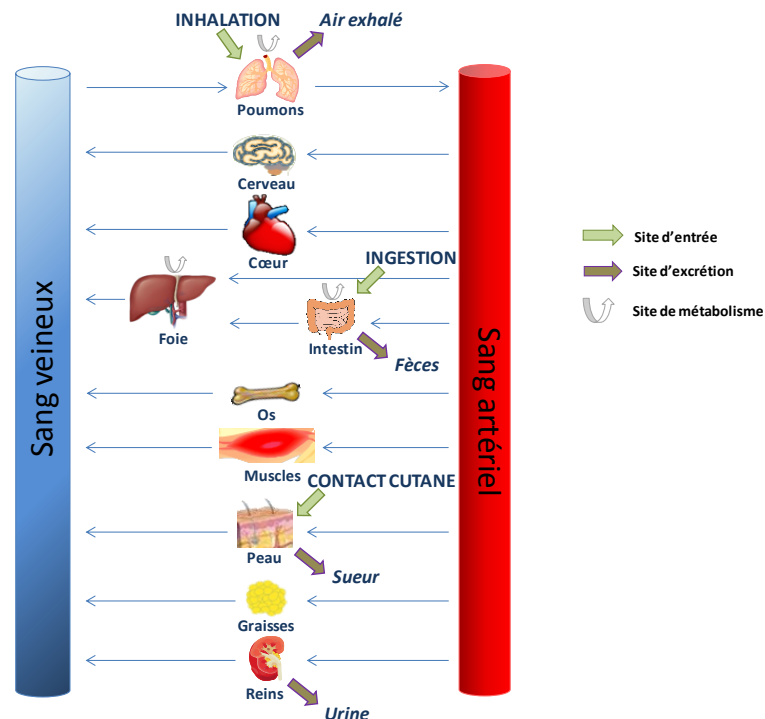 INHALATION
Air exhalé
Poumons
Cerveau
Cœur
INGESTION
Foie
Intestin
Fèces
Os
Muscles
CONTACT CUTANE
Peau
Sueur
Graisses
Reins
Urine
Sang veineux
Sang artériel
Site d'entrée
Site d'excrétion
Site de métabolisme